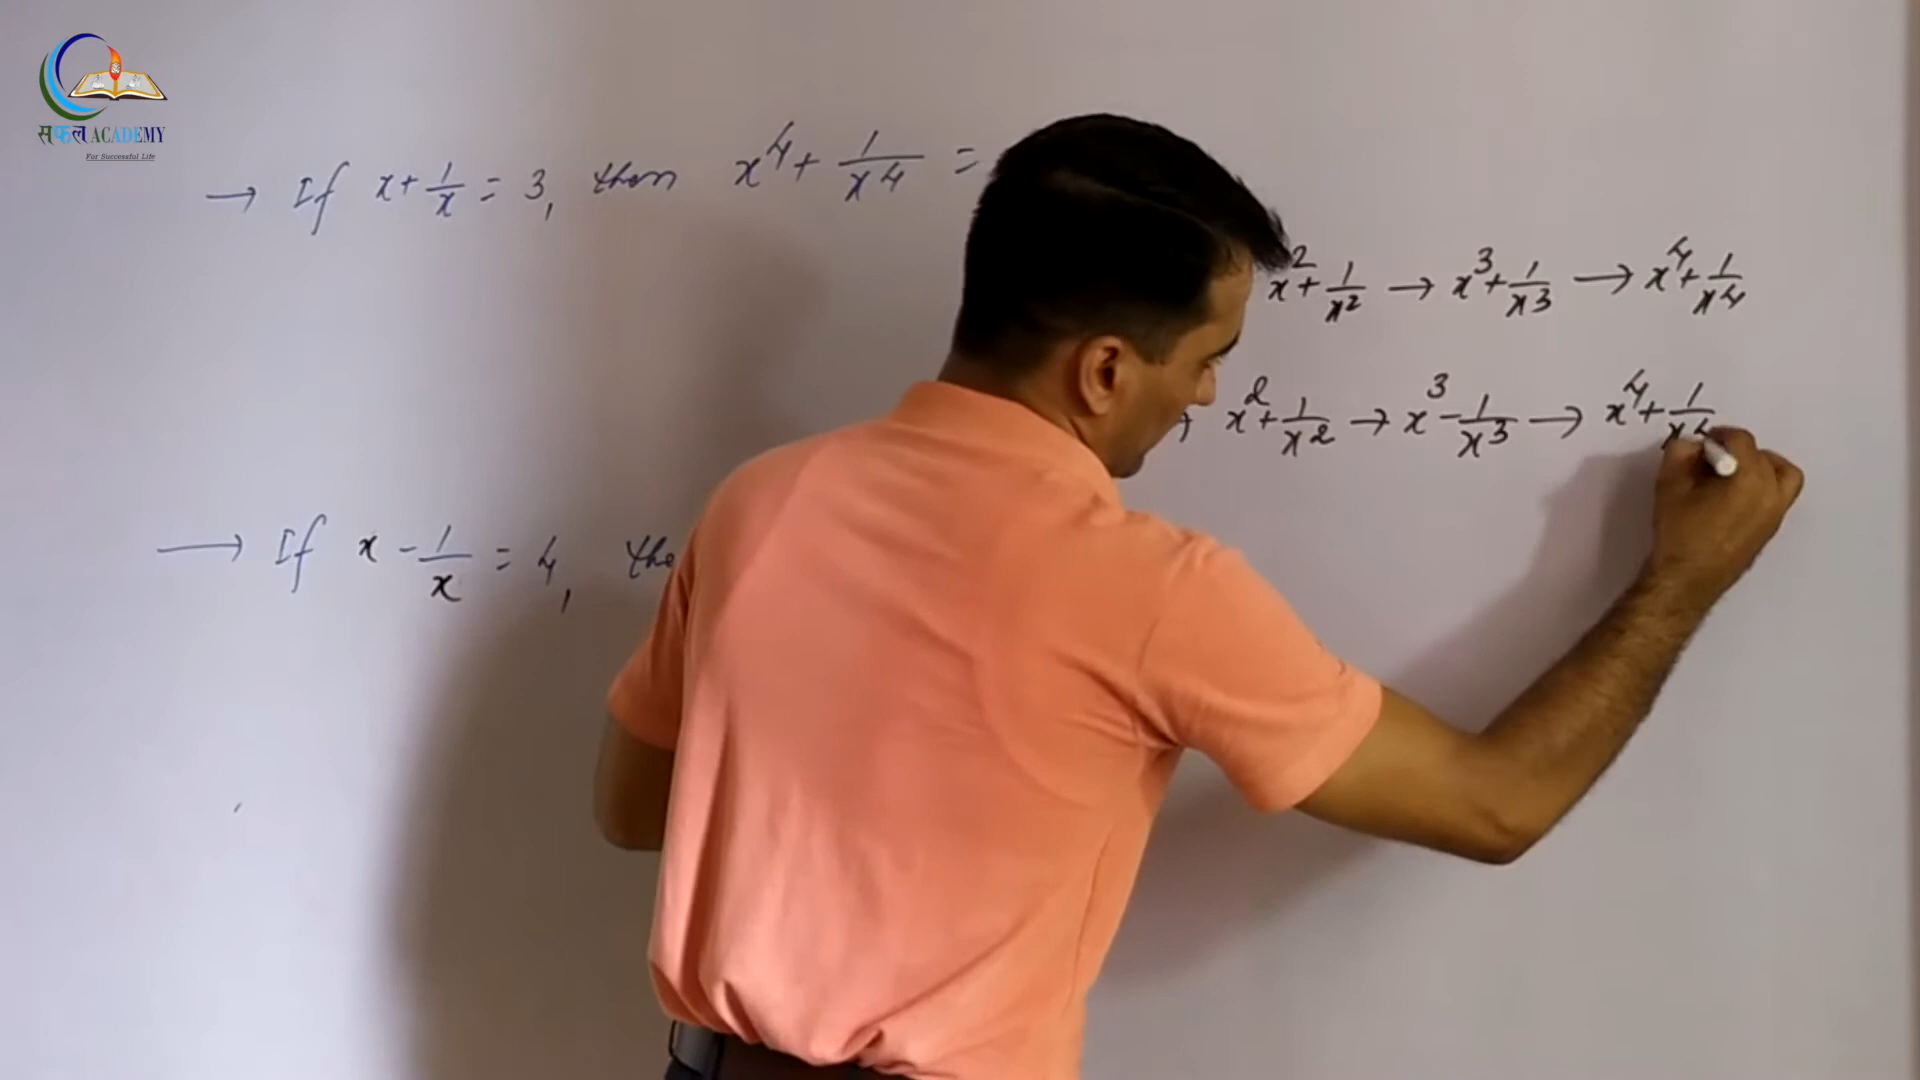 सफल ACADEMY
For Successful Life
→ If x + 1/x = 3, then x⁴ + 1/x⁴ =
x² + 1/x² → x³ + 1/x³ → x⁴ + 1/x⁴
x² + 1/x² → x³ - 1/x³ → x⁴ + 1/x⁴
→ If x - 1/x = 4, the